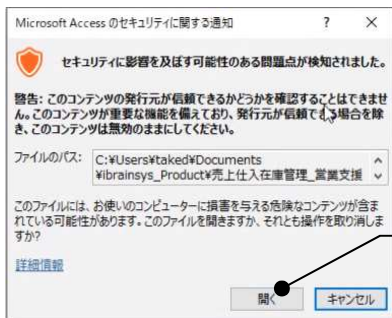 Microsoft Access のセキュリティに関する通知 ? ×
セキュリティに影響を及ぼす可能性のある問題点が検知されました。
警告: このコンテンツの発行元が信頼できるかどうかを確認することはできませ
ん。このコンテンツが重要な機能を備えており、発行元が信頼できる場合を除
き、このコンテンツは無効のままにしてください。
ファイルのパス: C:¥Users¥taked¥Documents
¥ibrainsys_Product¥売上仕入在庫管理_営業支援
このファイルには、お使いのコンピューターに損害を与える危険なコンテンツが含ま
れている可能性があります。このファイルを開きますか、それとも操作を取り消しま
すか?
詳細情報
開く キャンセル